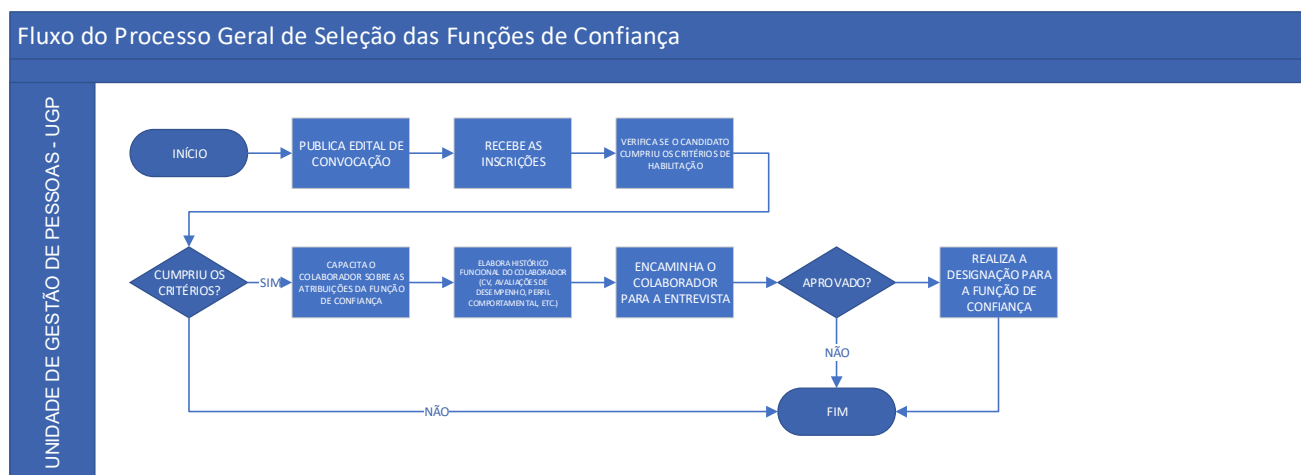 Fluxo do Processo Geral de Seleção das Funções de Confiança
UNIDADE DE GESTÃO DE PESSOAS - UGP
INÍCIO
PUBLICA EDITAL DE
CONVOCAÇÃO
RECEBE AS
INSCRIÇÕES
VERIFICA SE O CANDIDATO
CUMPRIU OS CRITÉRIOS DE
HABILITAÇÃO
CUMPRIU OS
CRITÉRIOS?
SIM
CAPACITA O
COLABORADOR SOBRE AS
ATRIBUIÇÕES DA FUNÇÃO
DE CONFIANÇA
ELABORA HISTÓRICO
FUNCIONAL DO COLABORADOR
(CV, AVALIAÇÕES DE
DESEMPENHO, PERFIL
COMPORTAMENTAL, ETC.)
ENCAMINHA O
COLABORADOR
PARA A ENTREVISTA
APROVADO?
REALIZA A
DESIGNAÇÃO PARA
A FUNÇÃO DE
CONFIANÇA
NÃO
NÃO
FIM